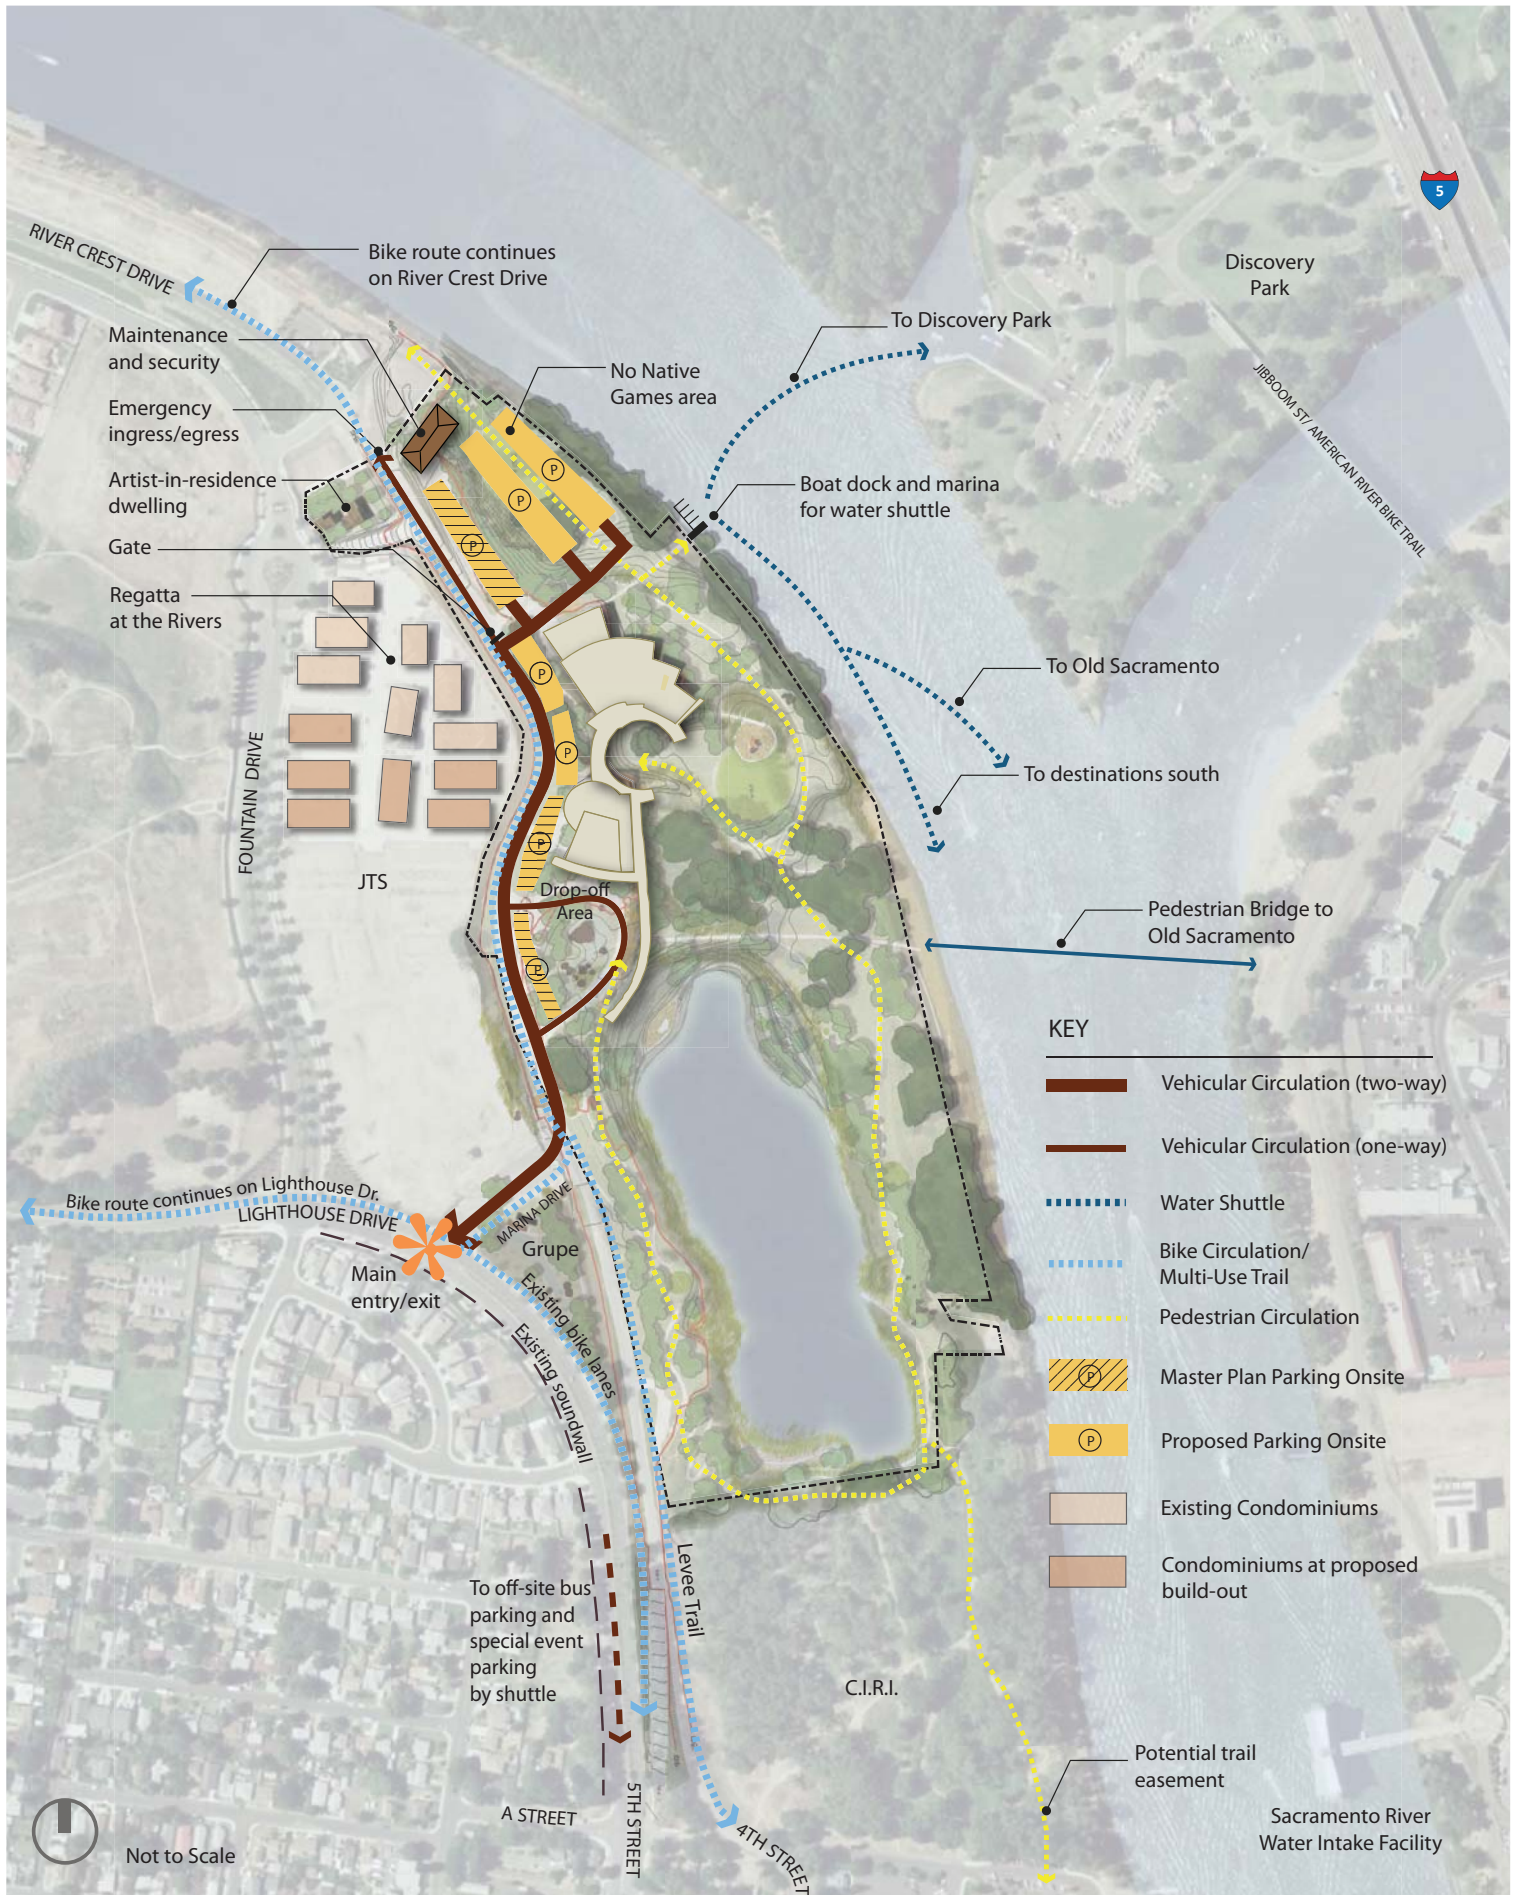 5
RIVER CREST DRIVE
Bike route continues
on River Crest Drive
Discovery
Park
Maintenance
and security
To Discovery Park
No Native
Games area
JIBBOOM ST/ AMERICAN RIVER BIKE TRAIL
Emergency
ingress/egress
P
P
Artist-in-residence
dwelling
Boat dock and marina
for water shuttle
P
Gate
Regatta
at the Rivers
To Old Sacramento
P
P
To destinations south
FOUNTAIN DRIVE
P
JTS
Drop-off
Area
Pedestrian Bridge to
Old Sacramento
P
KEY
Vehicular Circulation (two-way)
Vehicular Circulation (one-way)
Water Shuttle
Bike Circulation/
Multi-Use Trail
Pedestrian Circulation
P
Master Plan Parking Onsite
P
Proposed Parking Onsite
Existing Condominiums
Condominiums at proposed
build-out
Bike route continues on Lighthouse Dr.
LIGHTHOUSE DRIVE
MARINA DRIVE
Grupe
Main
entry/exit
Existing bike lanes
Existing soundwall
Levee Trail
To off-site bus
parking and
special event
parking
by shuttle
C.I.R.I.
Potential trail
easement
A STREET
5TH STREET
4TH STREET
Sacramento River
Water Intake Facility
Not to Scale